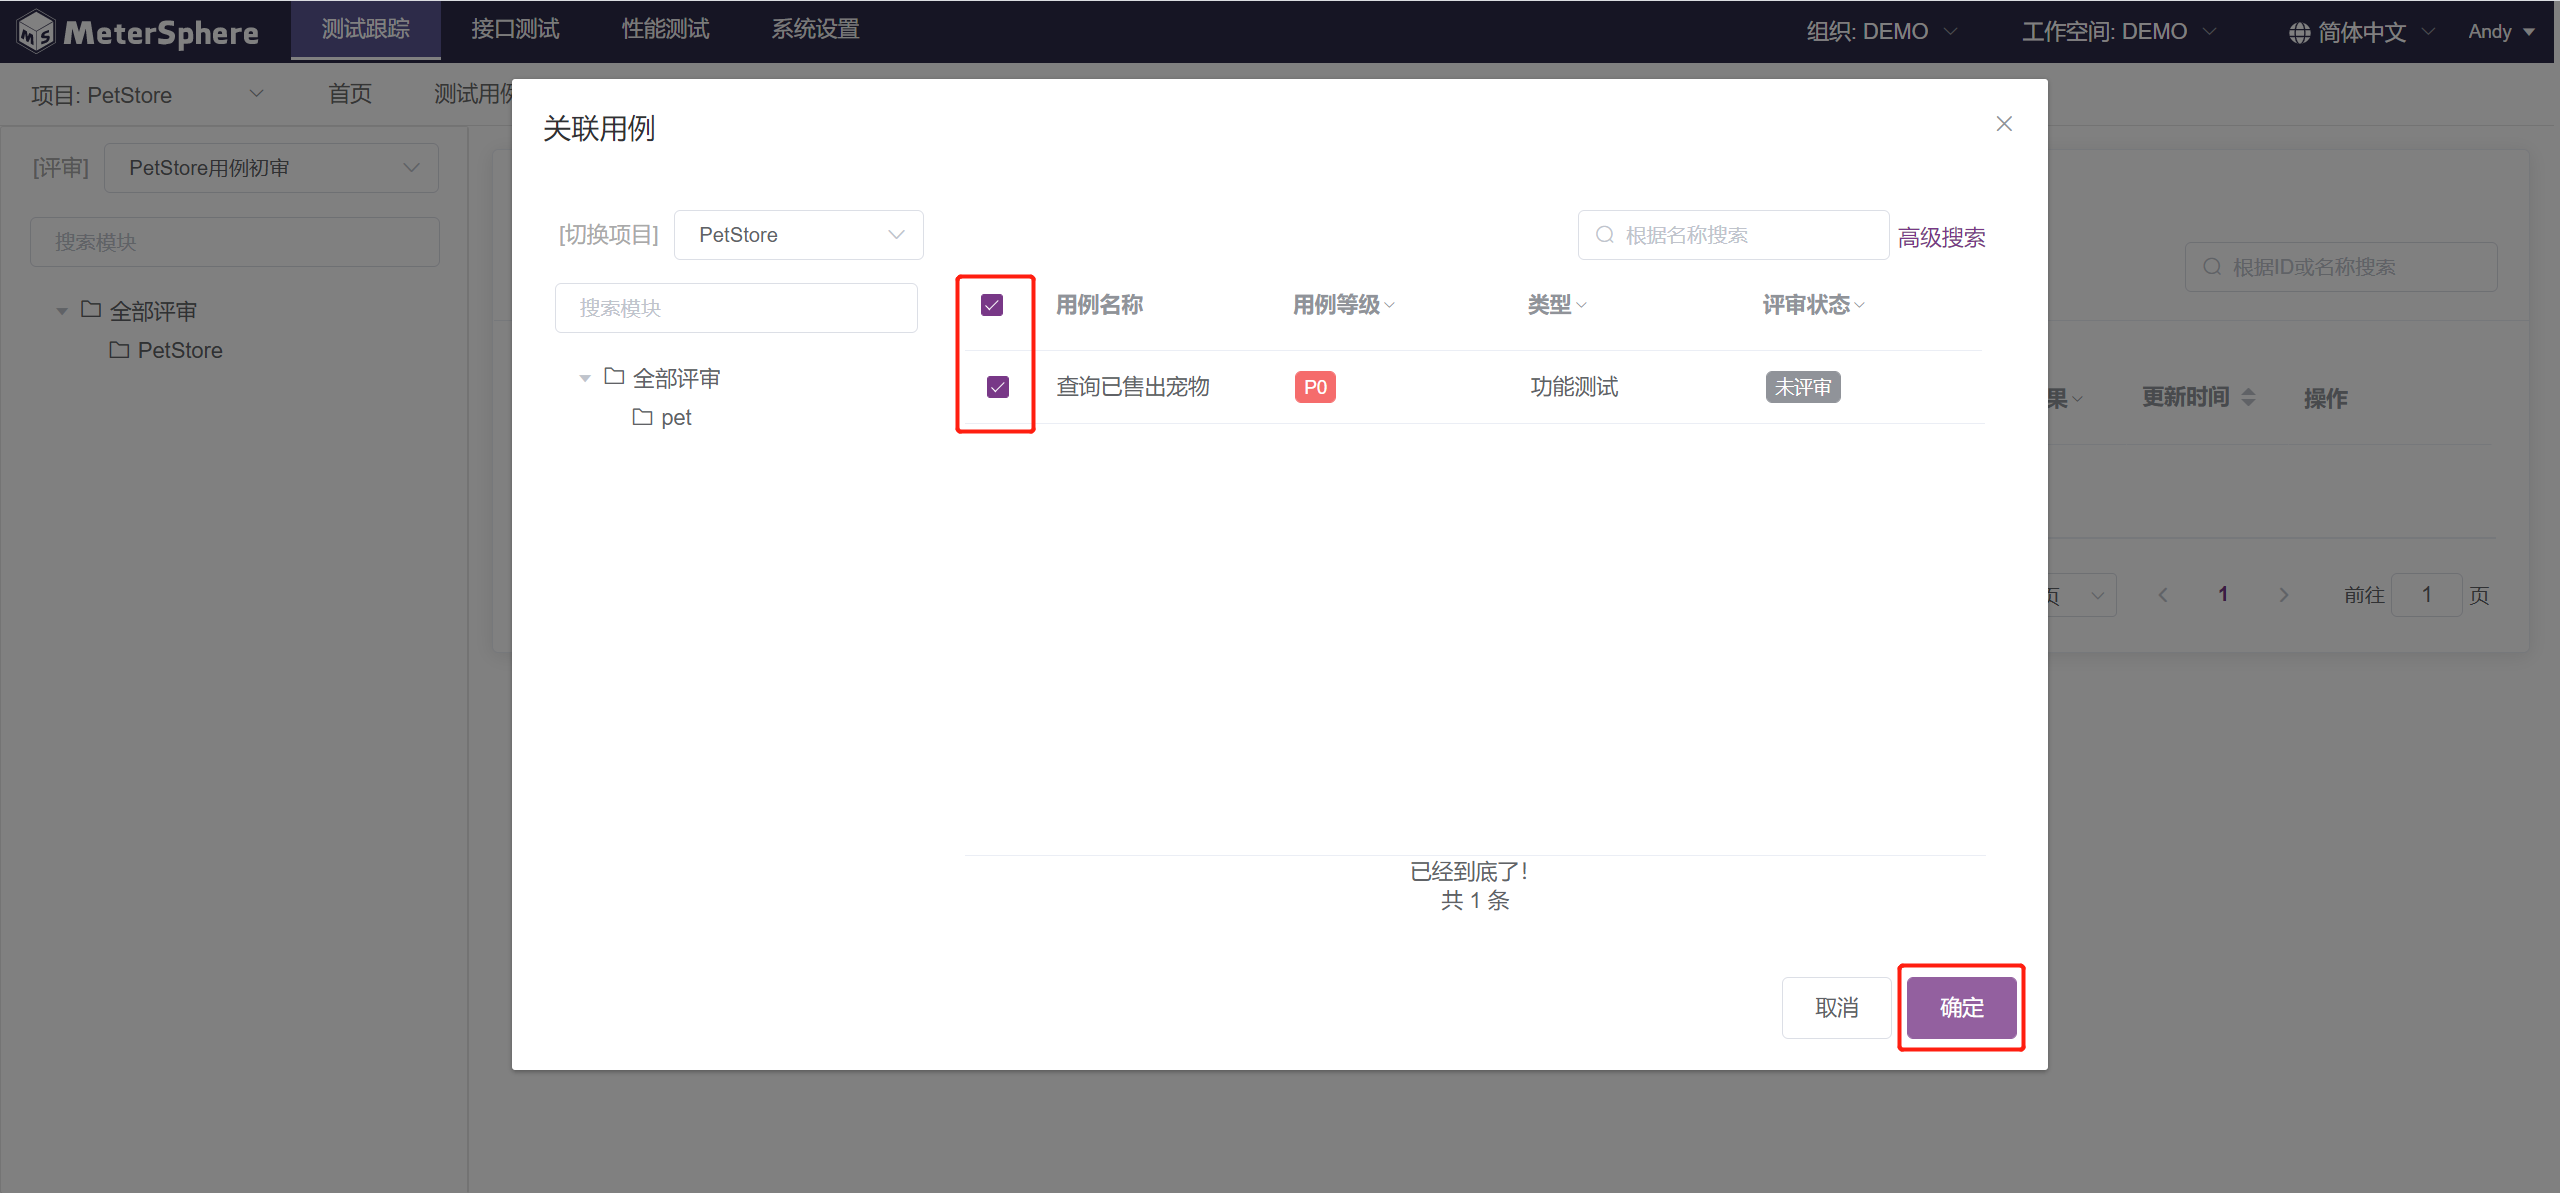 MeterSphere 测试跟踪 接口测试 性能测试 系统设置 组织: DEMO 工作空间: DEMO 简体中文 Andy
项目: PetStore 首页 测试用例
关联用例
[评审] PetStore用例初审
搜索模块
全部评审
PetStore
[切换项目] PetStore 根据名称搜索 高级搜索
搜索模块
全部评审
pet
用例名称 用例等级 类型 评审状态
查询已售出宠物 P0 功能测试 未评审
已经到底了!
共 1 条
取消 确定
根据ID或名称搜索
果 更新时间 操作
页 1 前往 1 页